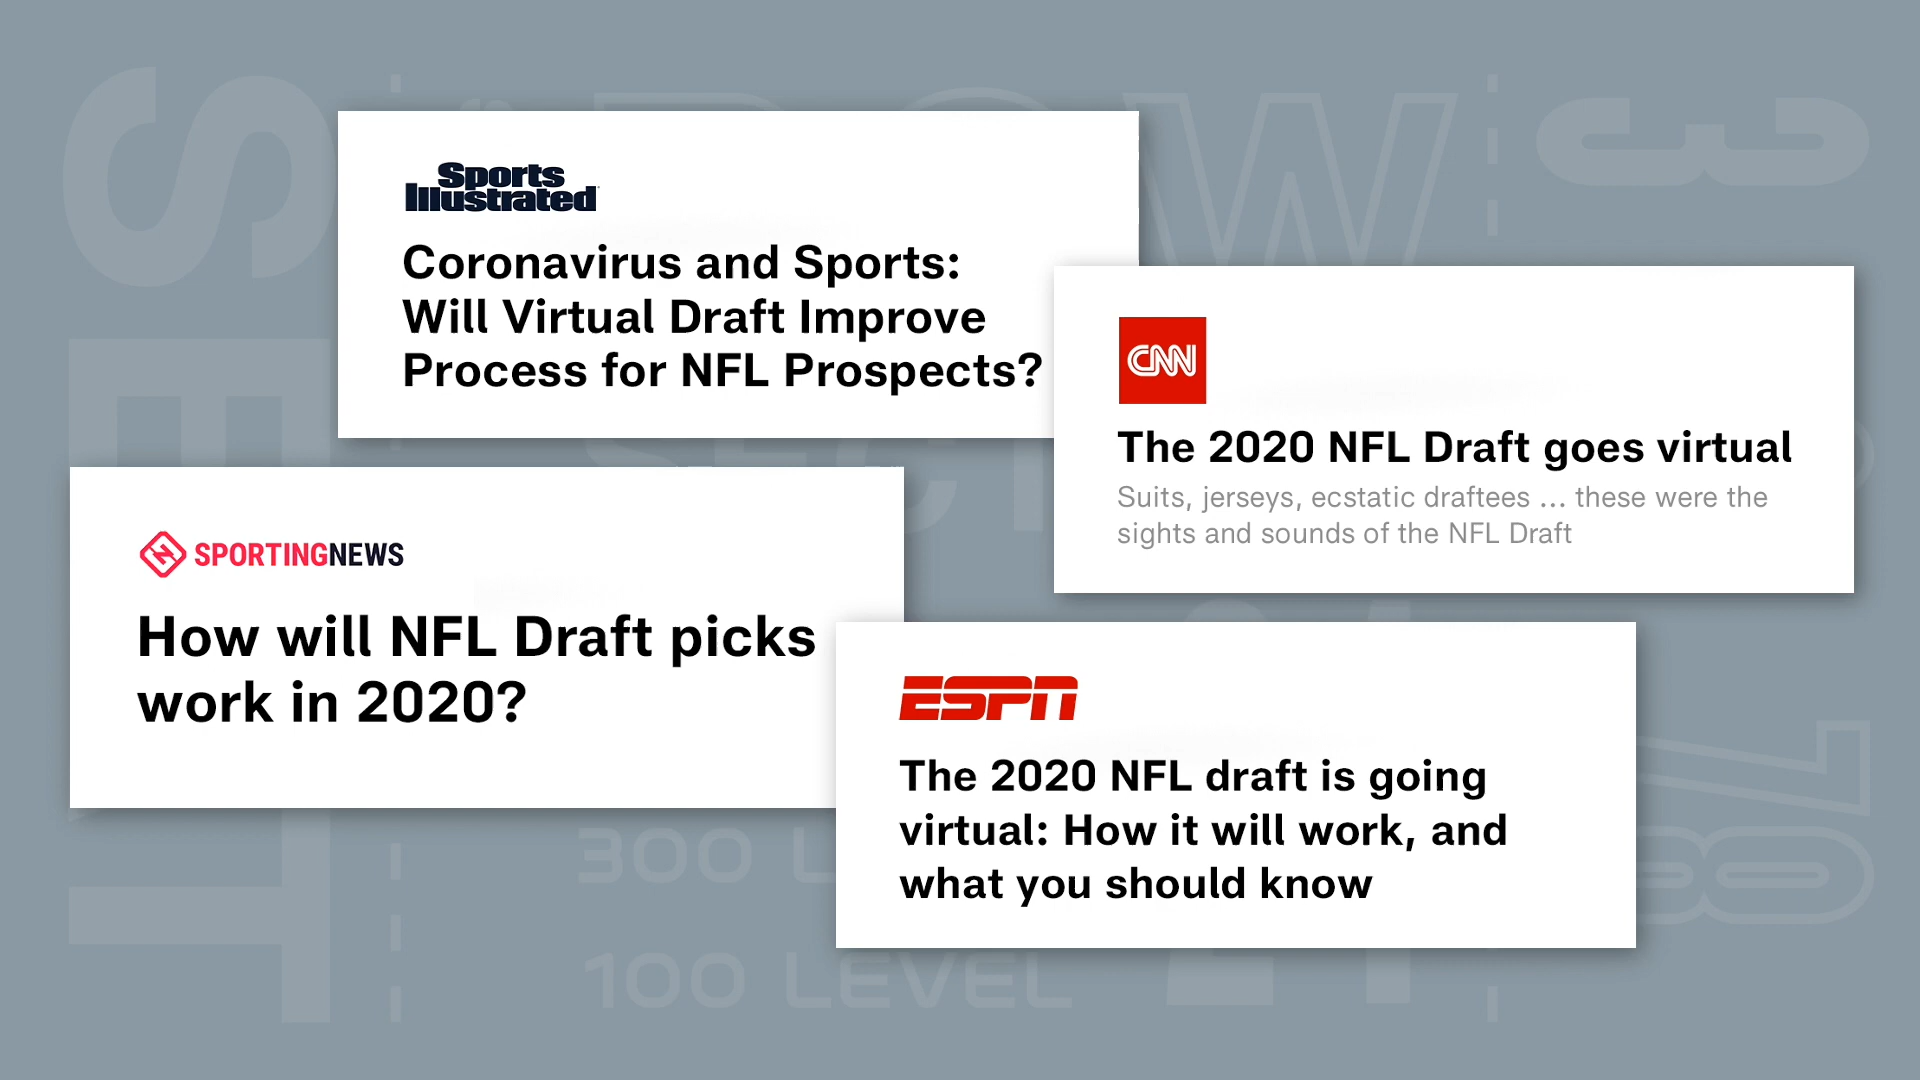 Sports
Illustrated
Coronavirus and Sports:
Will Virtual Draft Improve
Process for NFL Prospects?
CNN
The 2020 NFL Draft goes virtual
Suits, jerseys, ecstatic draftees ... these were the
sights and sounds of the NFL Draft
SPORTINGNEWS
How will NFL Draft picks
work in 2020?
ESPN
The 2020 NFL draft is going
virtual: How it will work, and
what you should know
300 L
100 LEVEL